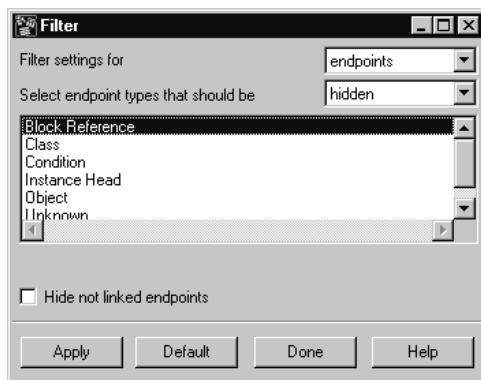 Filter
Filter settings for endpoints
Select endpoint types that should be hidden
Block Reference
Class
Condition
Instance Head
Object
Unknown
Hide not linked endpoints
Apply Default Done Help